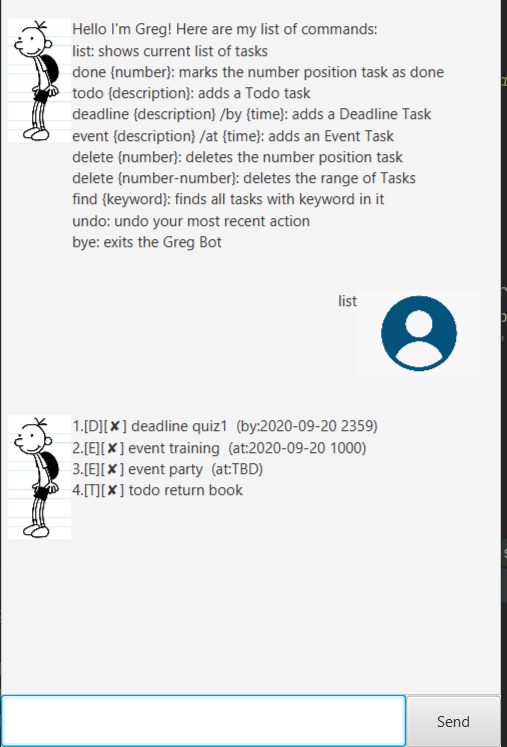 Hello I'm Greg! Here are my list of commands:
list: shows current list of tasks
done {number}: marks the number position task as done
todo {description}: adds a Todo task
deadline {description} /by {time}: adds a Deadline Task
event {description} /at {time}: adds an Event Task
delete {number}: deletes the number position task
delete {number-number}: deletes the range of Tasks
find {keyword}: finds all tasks with keyword in it
undo: undo your most recent action
bye: exits the Greg Bot
list
1.[D][✘] deadline quiz1  (by:2020-09-20 2359)
2.[E][✘] event training  (at:2020-09-20 1000)
3.[E][✘] event party  (at:TBD)
4.[T][✘] todo return book
Send